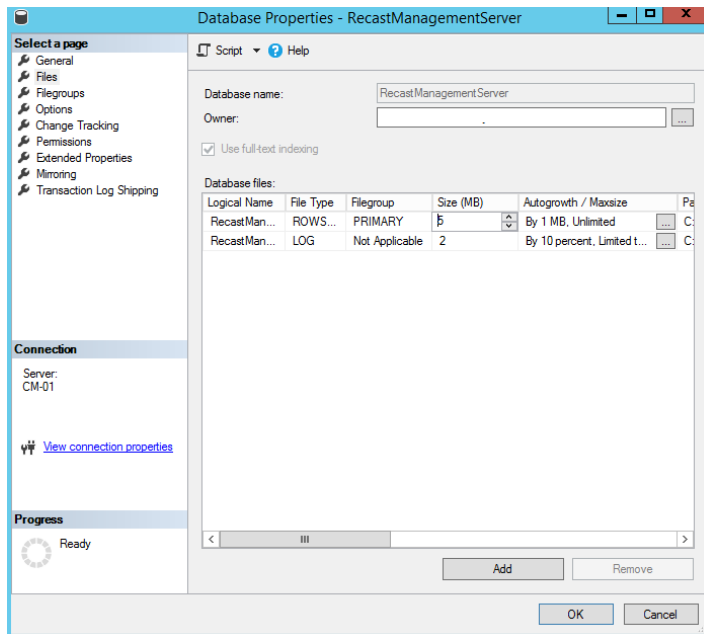 Database Properties - RecastManagementServer
Select a page
General
Files
Filegroups
Options
Change Tracking
Permissions
Extended Properties
Mirroring
Transaction Log Shipping
Connection
Server:
CM-01
View connection properties
Progress
Ready
Script Help
Database name: RecastManagementServer
Owner: .
...
Use full-text indexing
Database files:
Logical Name File Type Filegroup Size (MB) Autogrowth / Maxsize Pa
RecastMan... ROWS... PRIMARY 5 By 1 MB, Unlimited ... C:
RecastMan... LOG Not Applicable 2 By 10 percent, Limited t... ... C:
Add Remove
OK Cancel